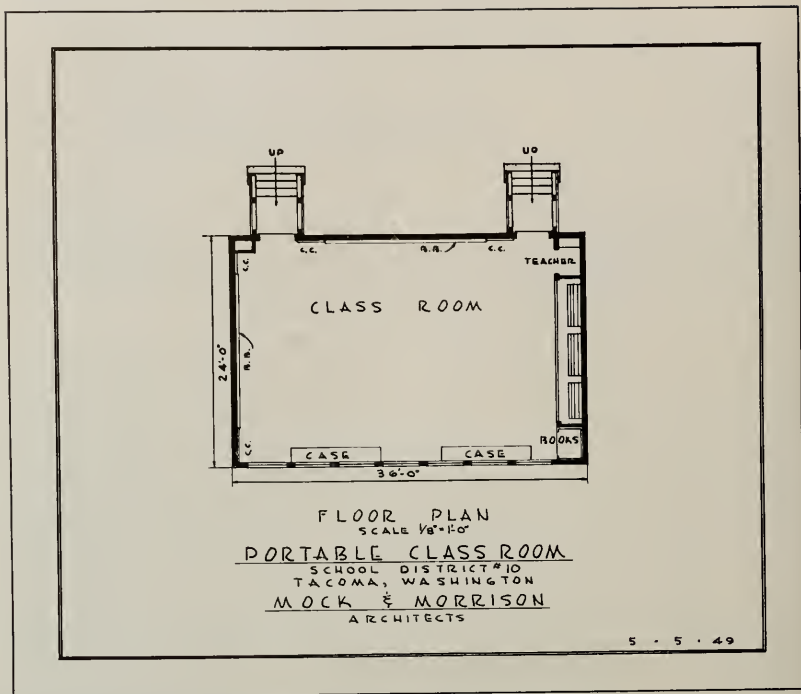 UP
UP
C.C.
B.B.
C.C.
C.C.
TEACHER
CLASS ROOM
24'-0"
B.B.
C.C.
CASE
CASE
BOOKS
36'-0"
FLOOR PLAN
SCALE 1/8"=1'-0"
PORTABLE CLASS ROOM
SCHOOL DISTRICT #10
TACOMA, WASHINGTON
MOCK & MORRISON
ARCHITECTS
5 - 5 - 49